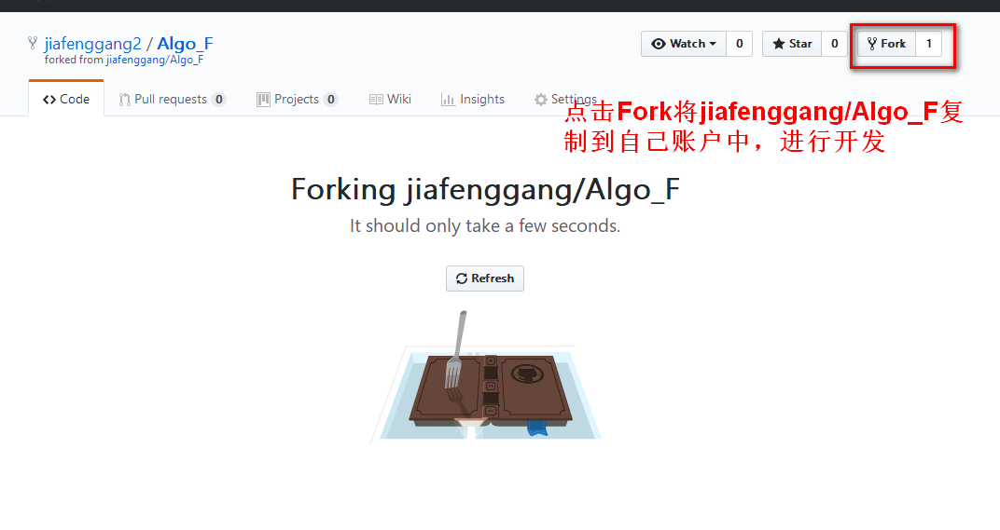 jiafenggang2 / Algo_F
forked from jiafenggang/Algo_F
Watch 0 Star 0 Fork 1
Code Pull requests 0 Projects 0 Wiki Insights Settings
点击Fork将jiafenggang/Algo_F复
制到自己账户中，进行开发
Forking jiafenggang/Algo_F
It should only take a few seconds.
Refresh